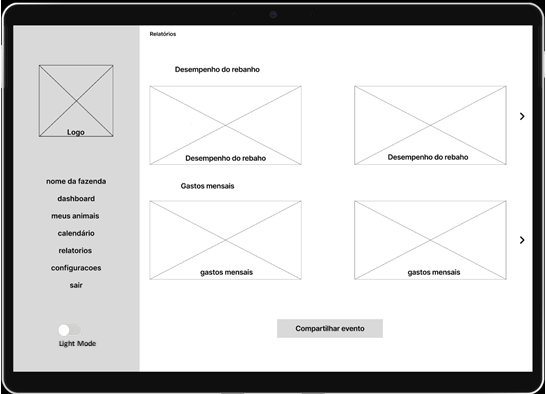 Logo
nome da fazenda
dashboard
meus animais
calendário
relatorios
configuracoes
sair
Light Mode
Relatórios
Desempenho do rebanho
Desempenho do rebaho
Desempenho do rebaho
Gastos mensais
gastos mensais
gastos mensais
Compartilhar evento